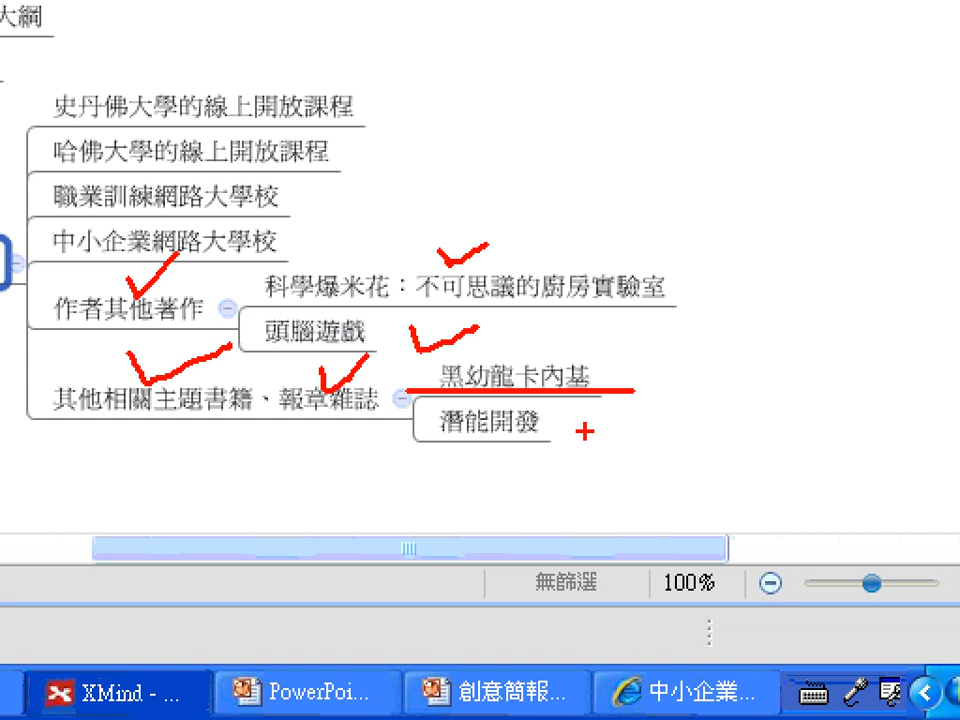 大綱
史丹佛大學的線上開放課程
哈佛大學的線上開放課程
職業訓練網路大學校
中小企業網路大學校
作者其他著作
科學爆米花：不可思議的廚房實驗室
頭腦遊戲
其他相關主題書籍、報章雜誌
黑幼龍卡內基
潛能開發
無篩選 100%
XMind - ... PowerPoi... 創意簡報... 中小企業...